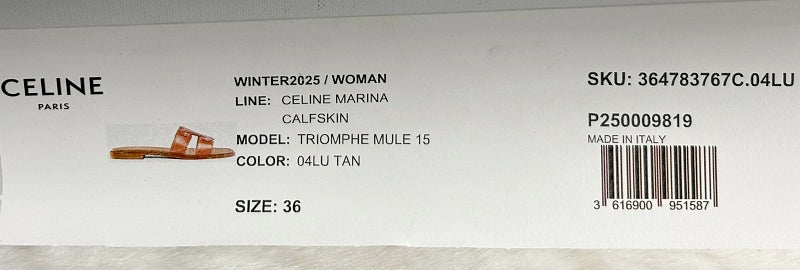 CELINE
PARIS
WINTER2025 / WOMAN
LINE: CELINE MARINA
CALFSKIN
MODEL: TRIOMPHE MULE 15
COLOR: 04LU TAN
SIZE: 36
SKU: 364783767C.04LU
P250009819
MADE IN ITALY
3 616900 951587